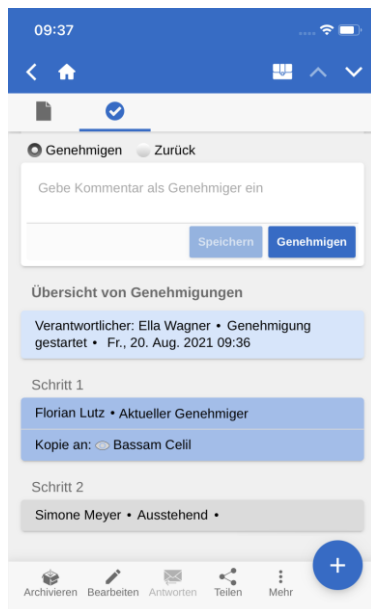 09:37
Genehmigen Zurück
Gebe Kommentar als Genehmiger ein
Speichern Genehmigen
Übersicht von Genehmigungen
Verantwortlicher: Ella Wagner • Genehmigung
gestartet • Fr., 20. Aug. 2021 09:36
Schritt 1
Florian Lutz • Aktueller Genehmiger
Kopie an: Bassam Celil
Schritt 2
Simone Meyer • Ausstehend •
Archivieren Bearbeiten Antworten Teilen Mehr